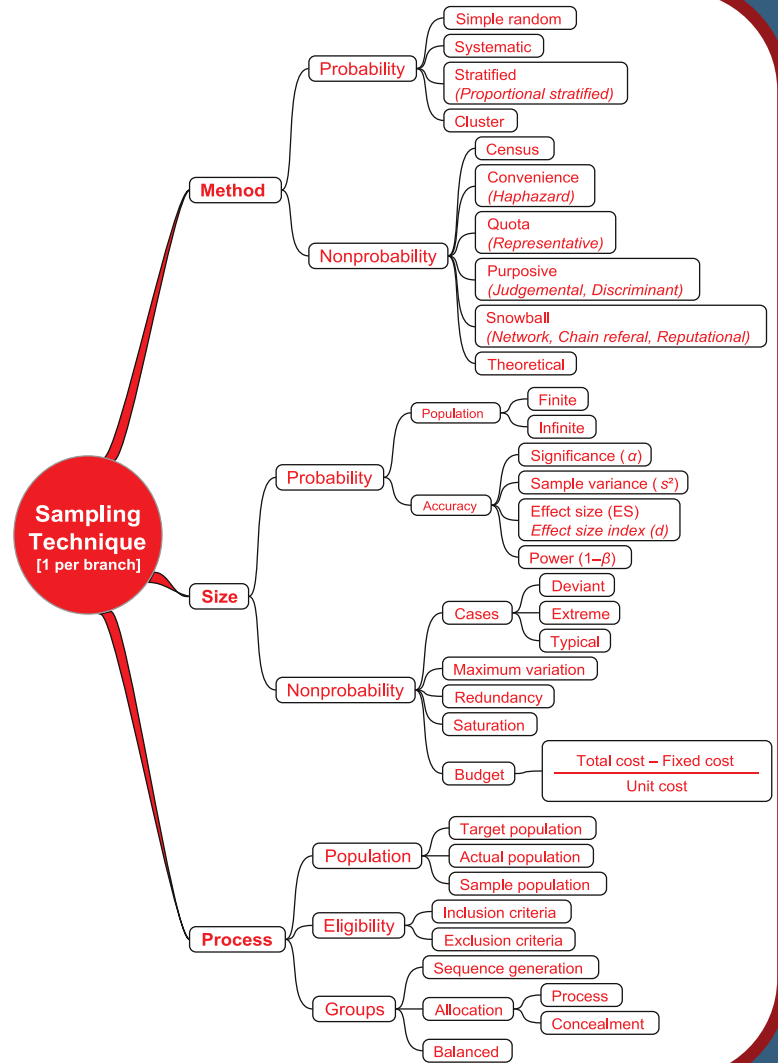 Sampling
Technique
[1 per branch]
Method
Probability
Simple random
Systematic
Stratified
(Proportional stratified)
Cluster
Nonprobability
Census
Convenience
(Haphazard)
Quota
(Representative)
Purposive
(Judgemental, Discriminant)
Snowball
(Network, Chain referal, Reputational)
Theoretical
Size
Probability
Population
Finite
Infinite
Accuracy
Significance (α)
Sample variance (s²)
Effect size (ES)
Effect size index (d)
Power (1–β)
Nonprobability
Cases
Deviant
Extreme
Typical
Maximum variation
Redundancy
Saturation
Budget
Total cost – Fixed cost
Unit cost
Process
Population
Target population
Actual population
Sample population
Eligibility
Inclusion criteria
Exclusion criteria
Groups
Sequence generation
Allocation
Process
Concealment
Balanced